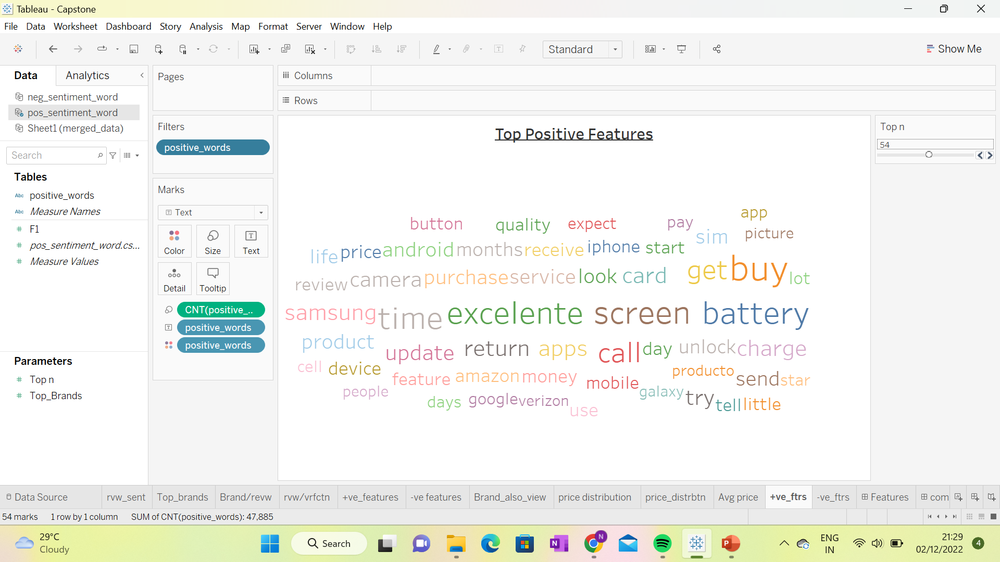 Tableau - Capstone
File Data Worksheet Dashboard Story Analysis Map Format Server Window Help
Standard
Show Me
Data
Analytics
neg_sentiment_word
pos_sentiment_word
Sheet1 (merged_data)
Search
Tables
Abc positive_words
Abc Measure Names
# F1
# pos_sentiment_word.cs...
# Measure Values
Parameters
# Top n
# Top_Brands
Pages
Filters
positive_words
Marks
Text
Color
Size
Text
Detail
Tooltip
CNT(positive_..
positive_words
positive_words
Columns
Rows
Top Positive Features
app
button quality expect pay sim picture
life price android months receive iphone start
review camera purchase service look card get buy lot
samsung time excelente screen battery
product update return apps call day unlock charge
cell device feature amazon money mobile producto send star
people days google verizon use galaxy try tell little
Top n
54
Data Source rvw_sent Top_brands Brand/revw rvw/vrfctn +ve_features -ve features Brand_also_view price distribution price_distrbtn Avg price +ve_ftrs -ve_ftrs Features com
54 marks 1 row by 1 column SUM of CNT(positive_words): 47,885
29°C
Cloudy
Search
N
N
P
ENG
IN
21:29
02/12/2022
4